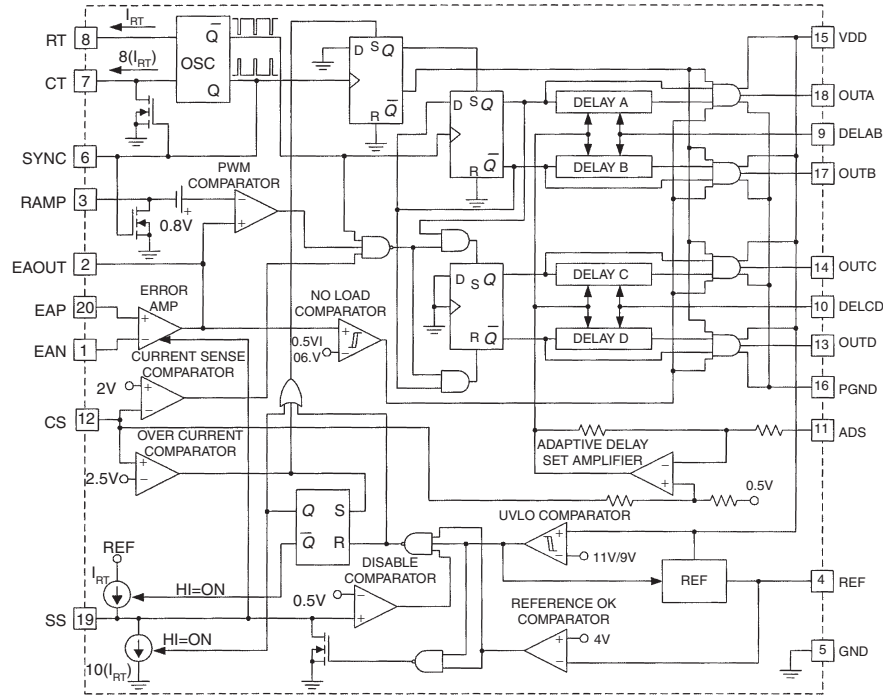 I_RT
RT 8
Q̅
OSC
Q
8(I_RT)
CT 7
D S Q
Q̅
R
15 VDD
D S Q
Q̅
R
DELAY A
18 OUTA
9 DELAB
SYNC 6
DELAY B
17 OUTB
PWM
COMPARATOR
RAMP 3
−
+
0.8V
+
EAOUT 2
ERROR
AMP
NO LOAD
COMPARATOR
D S Q
Q̅
R
DELAY C
14 OUTC
10 DELCD
EAP 20
+
−
EAN 1
0.5V/
06.V
+
−
DELAY D
13 OUTD
CURRENT SENSE
COMPARATOR
16 PGND
2V
+
−
CS 12
11 ADS
OVER CURRENT
COMPARATOR
ADAPTIVE DELAY
SET AMPLIFIER
−
+
2.5V
+
−
0.5V
Q S
Q̅ R
UVLO COMPARATOR
+
−
11V/9V
REF
I_RT
HI=ON
DISABLE
COMPARATOR
REF
4 REF
0.5V
−
+
REFERENCE OK
COMPARATOR
SS 19
HI=ON
+
−
4V
5 GND
10(I_RT)